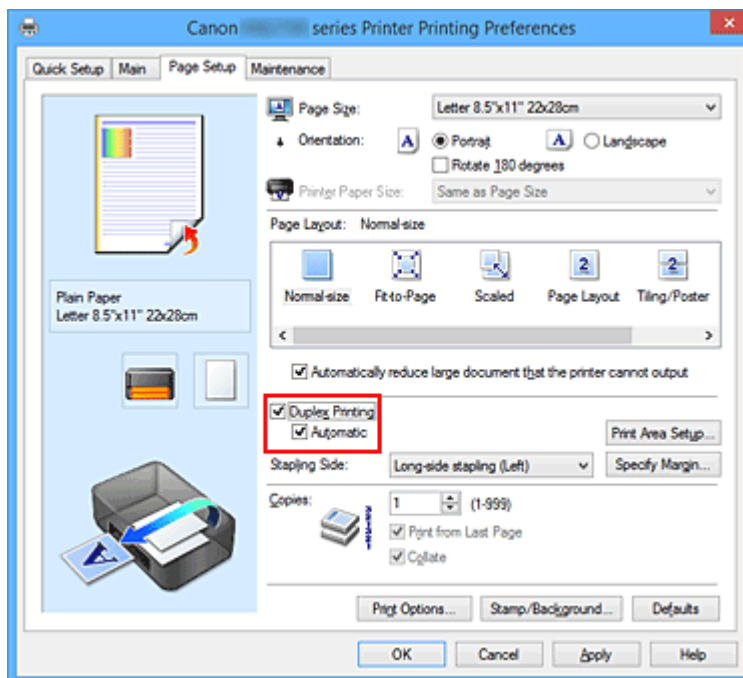 Canon series Printer Printing Preferences
Quick Setup Main Page Setup Maintenance
Page Size: Letter 8.5"x11" 22x28cm
Orientation: A Portrait A Landscape
Rotate 180 degrees
Printer Paper Size: Same as Page Size
Page Layout: Normal-size
2 2
Normal-size Fit-to-Page Scaled Page Layout Tiling/Poster
Plain Paper
Letter 8.5"x11" 22x28cm
Automatically reduce large document that the printer cannot output
Duplex Printing
Automatic
Print Area Setup...
Stapling Side: Long-side stapling (Left) Specify Margin...
Copies: 1 (1-999)
Print from Last Page
Collate
A
Print Options... Stamp/Background... Defaults
OK Cancel Apply Help